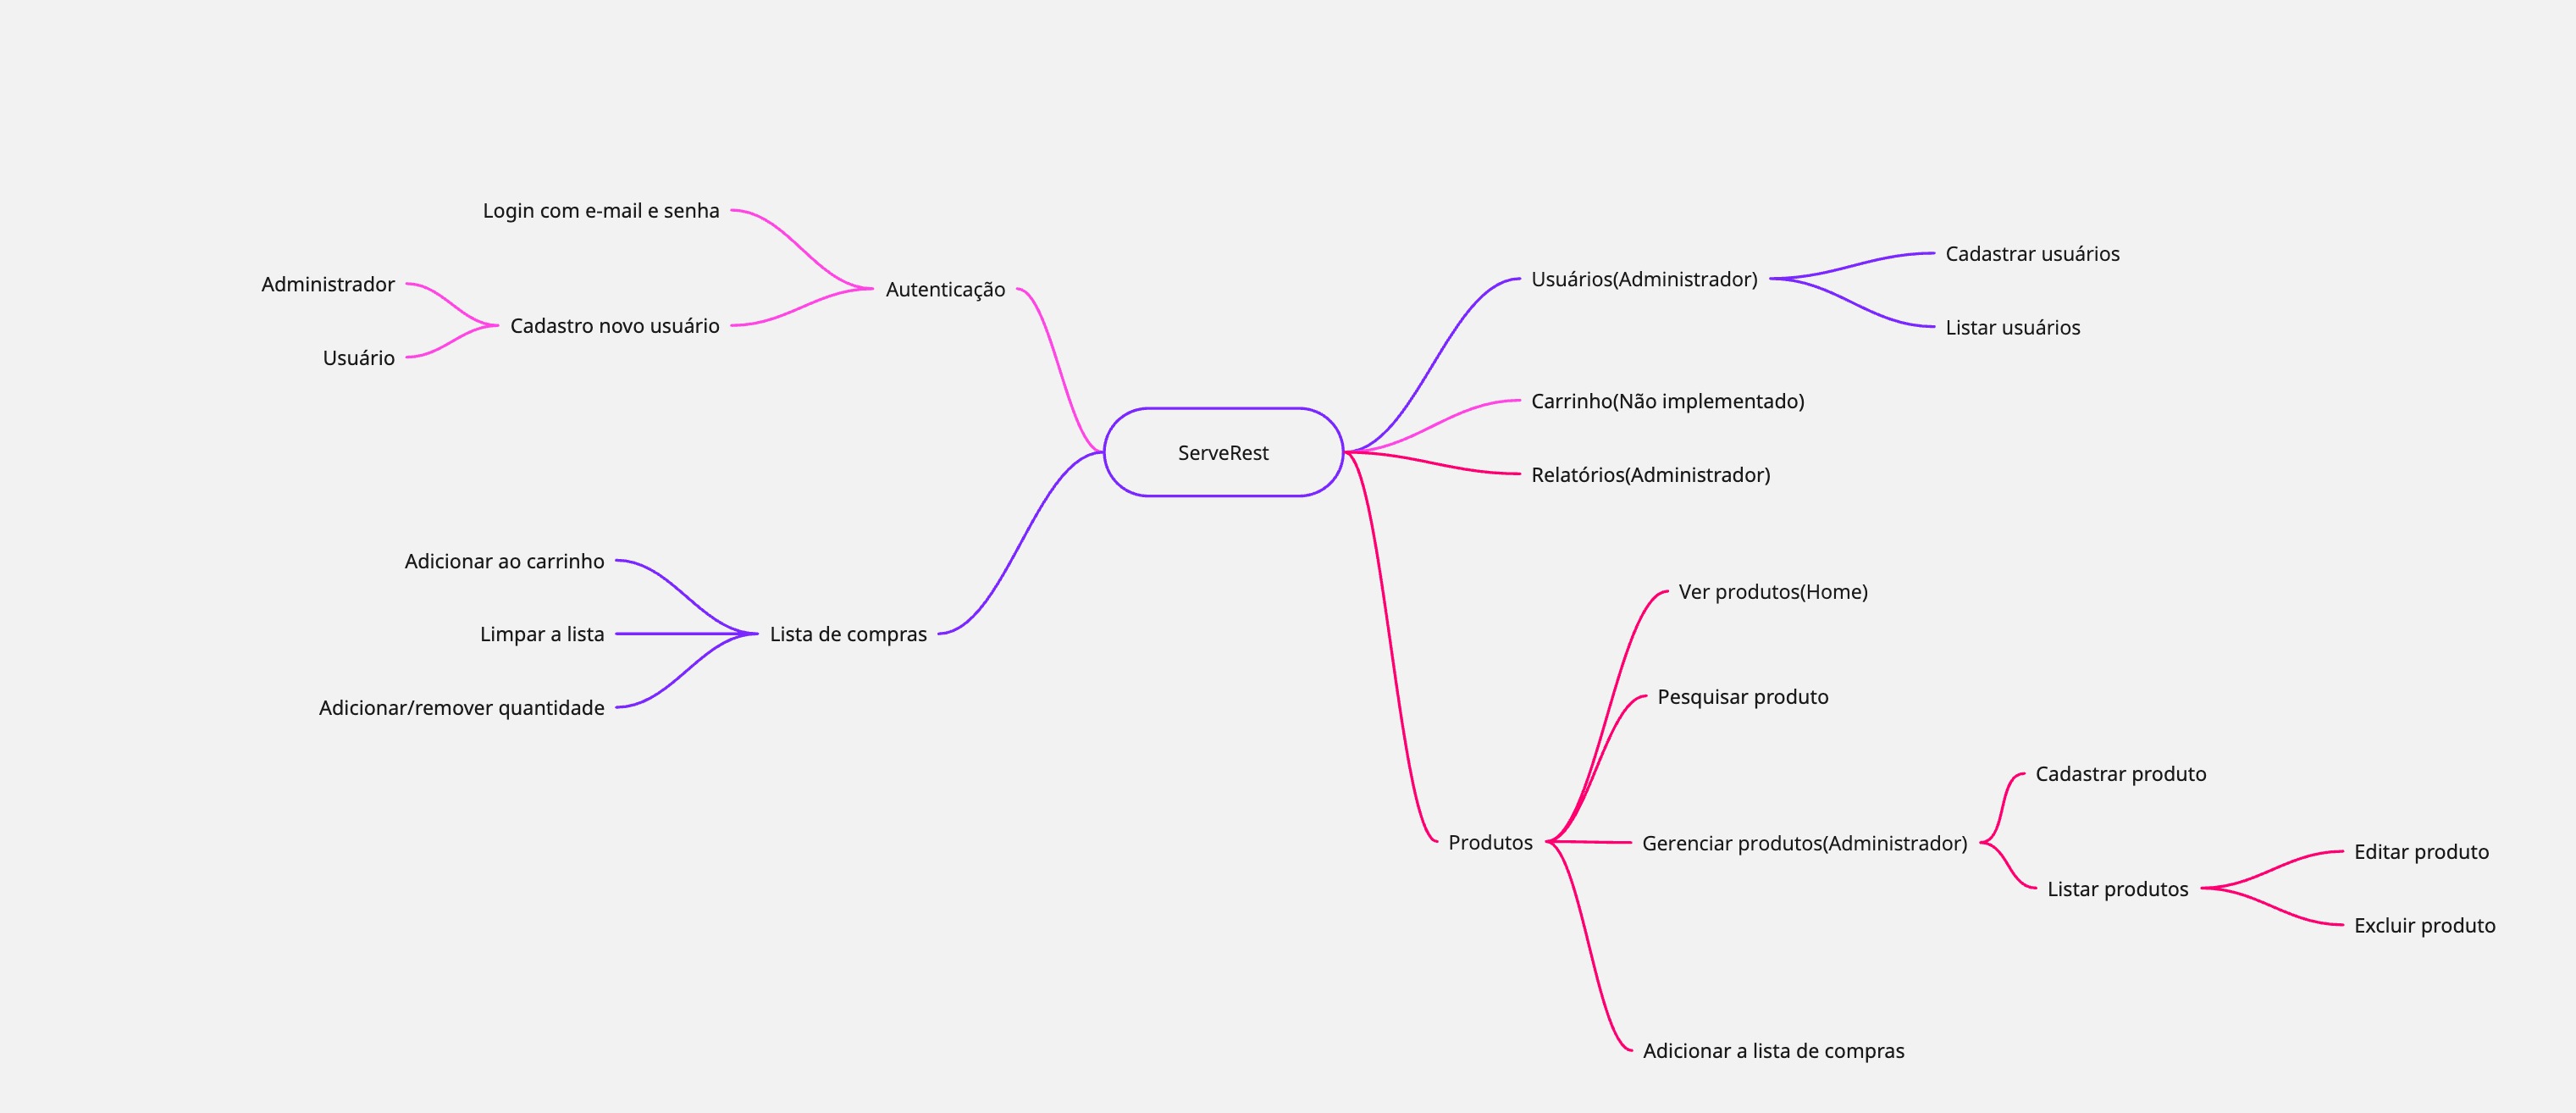 Login com e-mail e senha
Administrador
Usuário
Cadastro novo usuário
Autenticação
Adicionar ao carrinho
Limpar a lista
Adicionar/remover quantidade
Lista de compras
ServeRest
Usuários(Administrador)
Cadastrar usuários
Listar usuários
Carrinho(Não implementado)
Relatórios(Administrador)
Produtos
Ver produtos(Home)
Pesquisar produto
Gerenciar produtos(Administrador)
Cadastrar produto
Listar produtos
Editar produto
Excluir produto
Adicionar a lista de compras